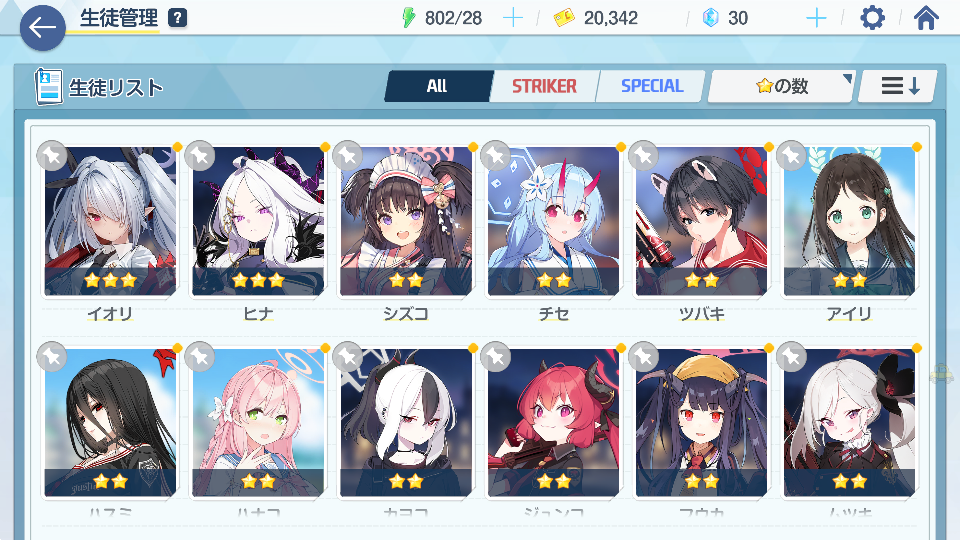 生徒管理 ? 802/28 20,342 30
生徒リスト All STRIKER SPECIAL の数
イオリ ヒナ シズコ チセ ツバキ アイリ
ハスミ ハナコ カヨコ ジュンコ フウカ ムツキ